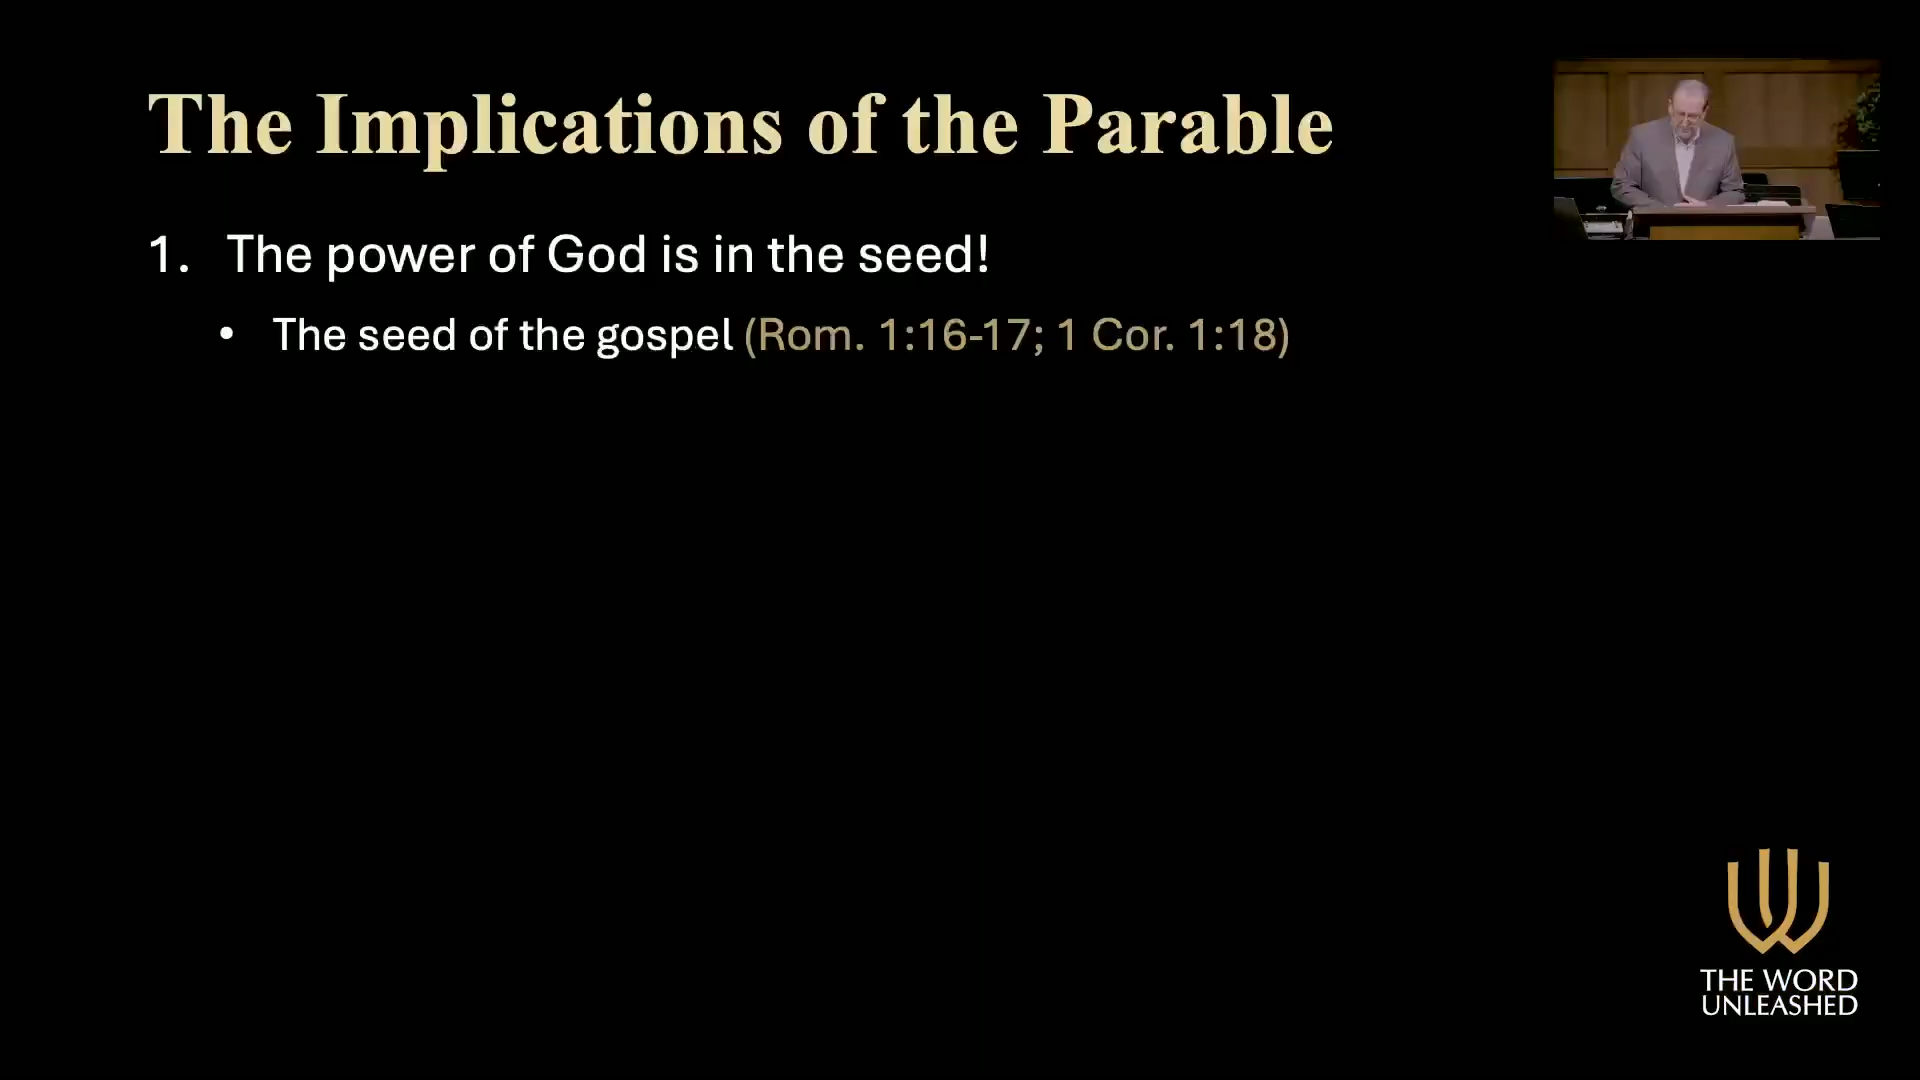 The Implications of the Parable
1. The power of God is in the seed!
• The seed of the gospel (Rom. 1:16-17; 1 Cor. 1:18)
THE WORD
UNLEASHED